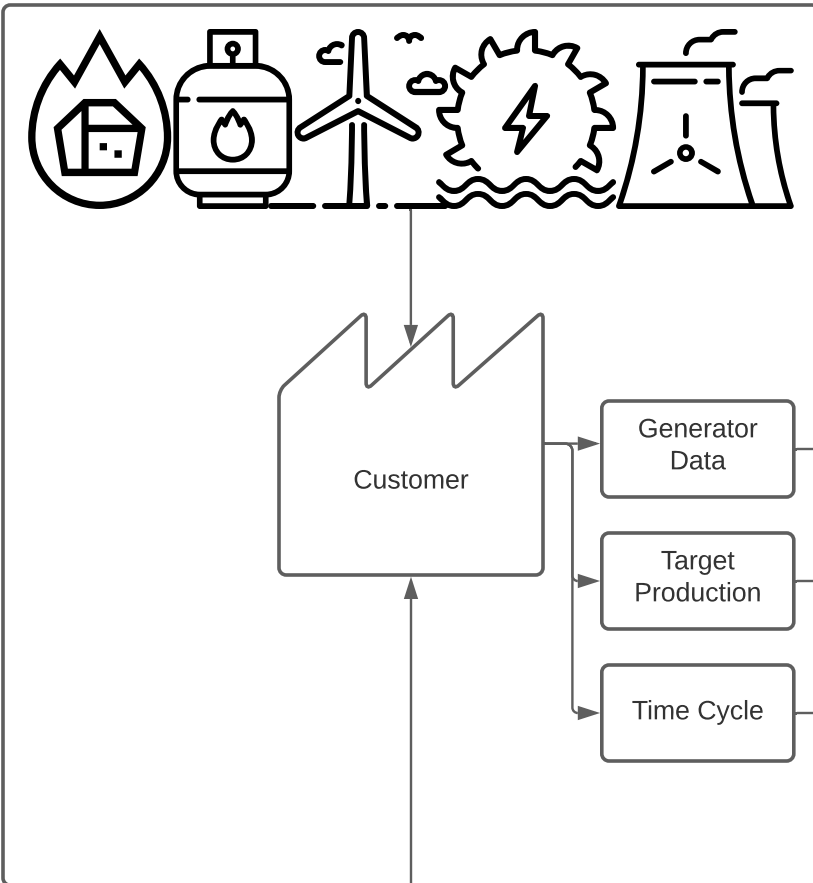 Customer
Generator
Data
Target
Production
Time Cycle